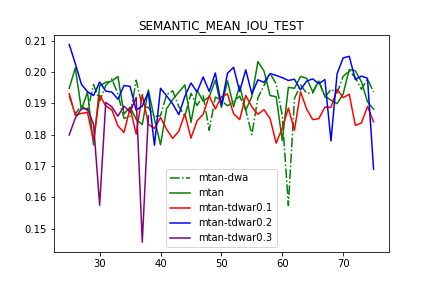 SEMANTIC_MEAN_IOU_TEST
0.21
0.20
0.19
0.18
0.17
0.16
0.15
mtan-dwa
mtan
mtan-tdwar0.1
mtan-tdwar0.2
mtan-tdwar0.3
30 40 50 60 70